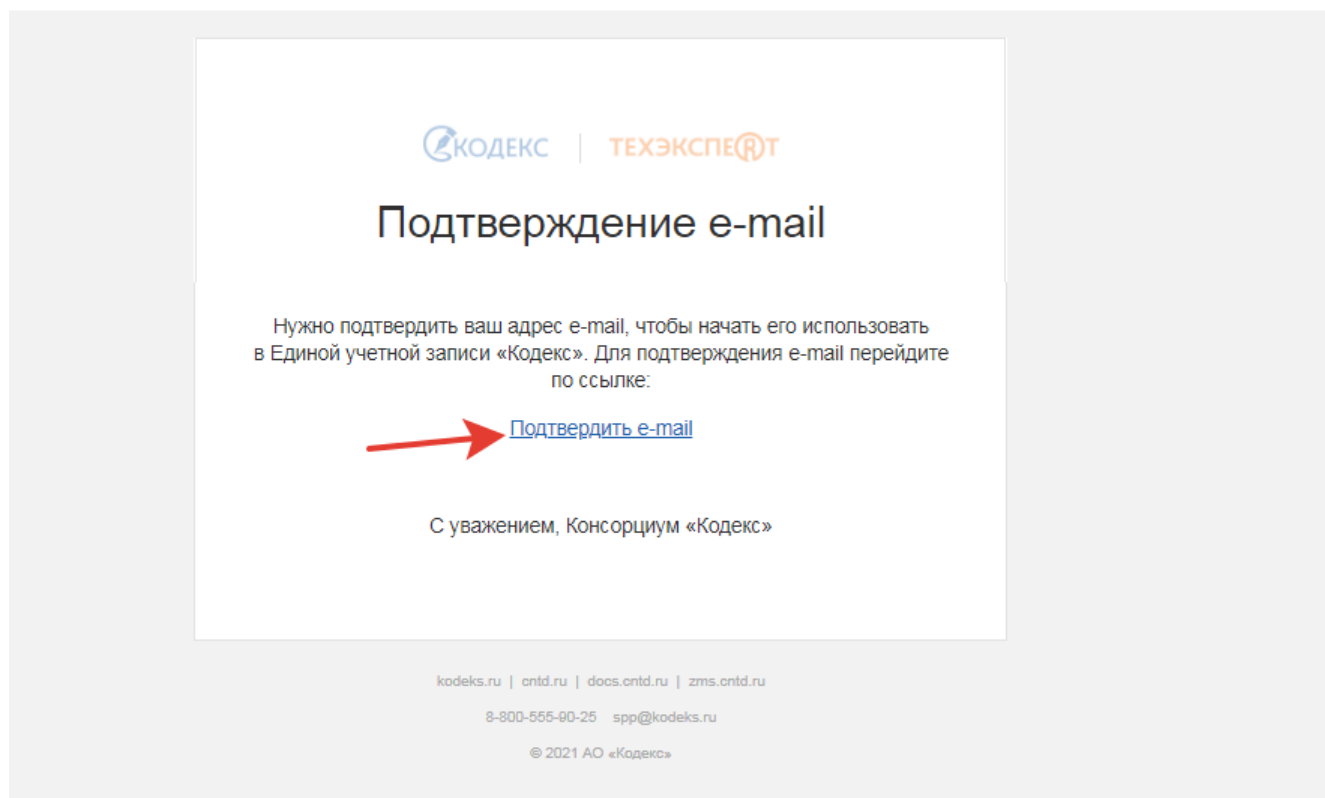 КОДЕКС | ТЕХЭКСПЕRТ
Подтверждение e-mail
Нужно подтвердить ваш адрес e-mail, чтобы начать его использовать
в Единой учетной записи «Кодекс». Для подтверждения e-mail перейдите
по ссылке:
Подтвердить e-mail
С уважением, Консорциум «Кодекс»
kodeks.ru | cntd.ru | docs.cntd.ru | zms.cntd.ru
8-800-555-90-25 spp@kodeks.ru
© 2021 АО «Кодекс»